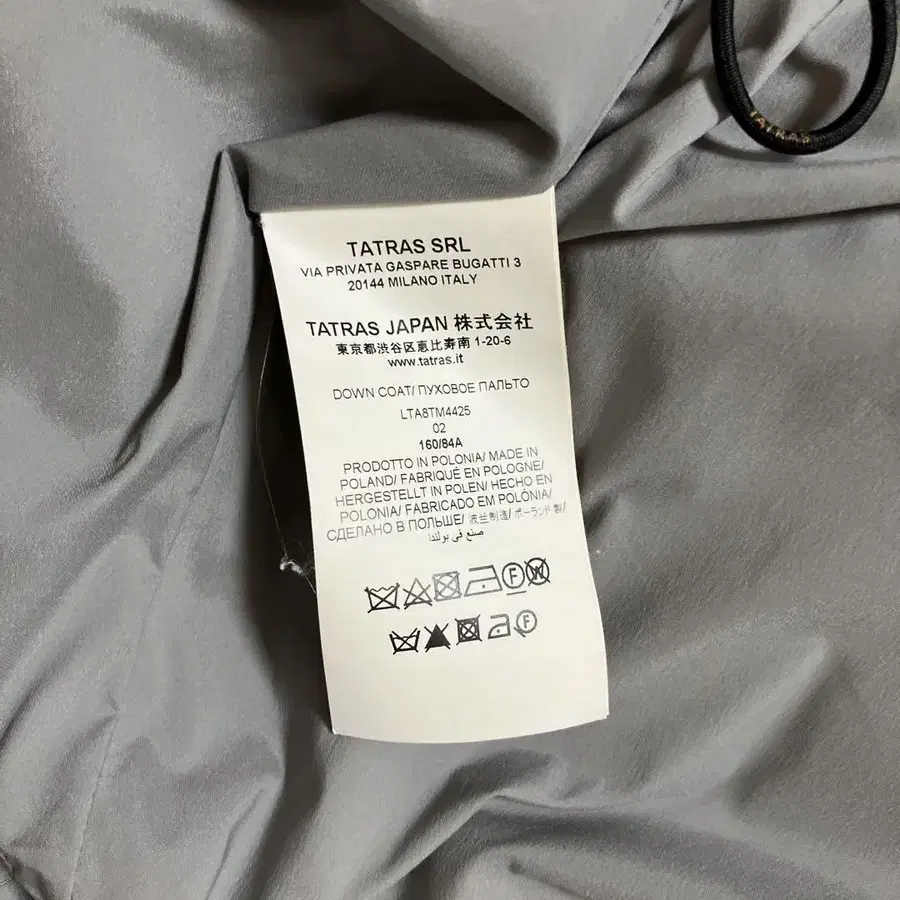 TATRAS SRL
VIA PRIVATA GASPARE BUGATTI 3
20144 MILANO ITALY
TATRAS JAPAN 株式会社
東京都渋谷区恵比寿南 1-20-6
www.tatras.it
DOWN COAT/ ПУХОВОЕ ПАЛЬТО
LTA8TM4425
02
160/84A
PRODOTTO IN POLONIA/ MADE IN
POLAND/ FABRIQUÉ EN POLOGNE/
HERGESTELLT IN POLEN/ HECHO EN
POLONIA/ FABRICADO EM POLÓNIA/
СДЕЛАНО В ПОЛЬШЕ/ 波兰制造/ ポーランド製/
صنع في بولندا
F W
F